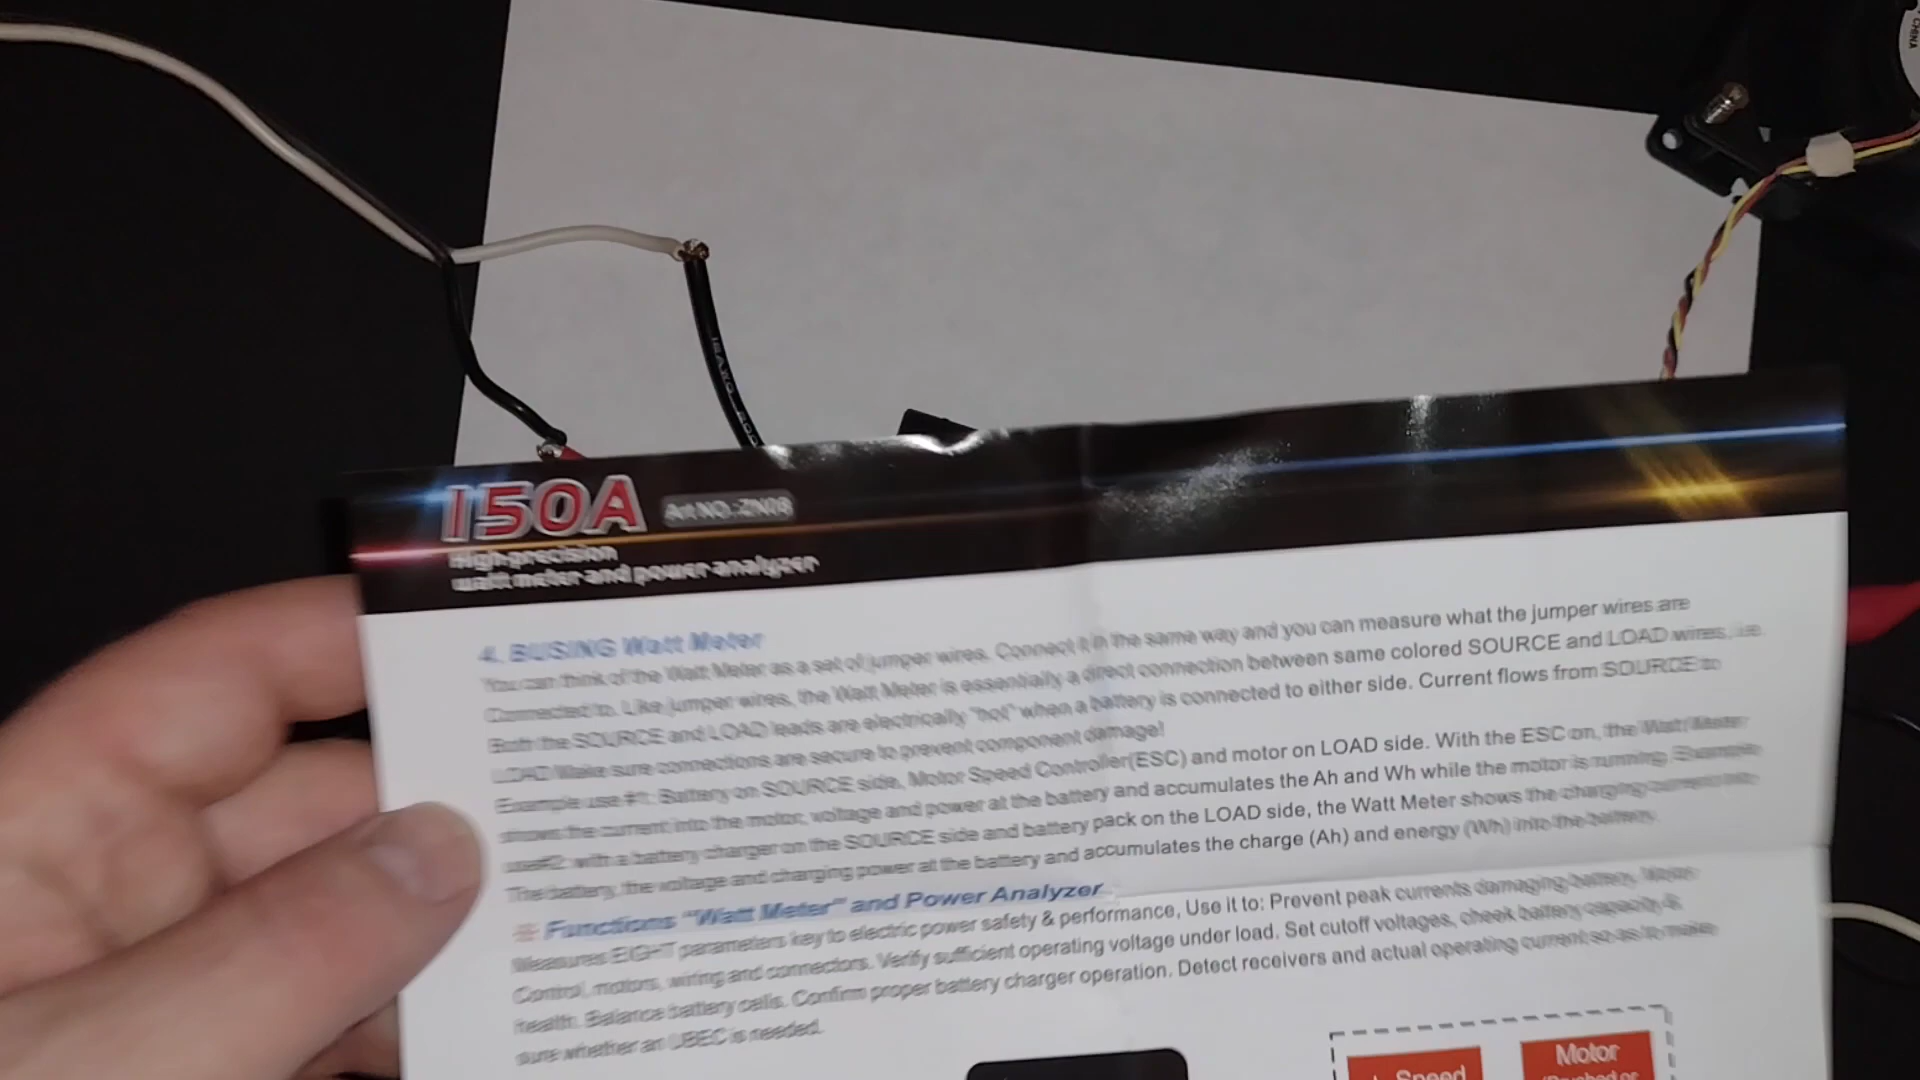 CHINA
150A Art NO.:ZN08
High-precision
watt meter and power analyzer
4. BUSING Watt Meter
You can think of the Watt Meter as a set of jumper wires. Connect it in the same way and you can measure what the jumper wires are
Connected to. Like jumper wires, the Watt Meter is essentially a direct connection between same colored SOURCE and LOAD wires, i.e.
Both the SOURCE and LOAD leads are electrically "hot" when a battery is connected to either side. Current flows from SOURCE to
LOAD Make sure connections are secure to prevent component damage!
Example use #1: Battery on SOURCE side, Motor Speed Controller(ESC) and motor on LOAD side. With the ESC on, the Watt Meter
shows the current into the motor, voltage and power at the battery and accumulates the Ah and Wh while the motor is running. Example
use#2: with a battery charger on the SOURCE side and battery pack on the LOAD side, the Watt Meter shows the charging current into
The battery, the voltage and charging power at the battery and accumulates the charge (Ah) and energy (Wh) into the battery.
Functions "Watt Meter" and Power Analyzer
Measures EIGHT parameters key to electric power safety & performance, Use it to: Prevent peak currents damaging battery, Motor
Control, motors, wiring and connectors. Verify sufficient operating voltage under load. Set cutoff voltages, cheek battery capacity &
health. Balance battery cells. Confirm proper battery charger operation. Detect receivers and actual operating current so as to make
sure whether an UBEC is needed.
Speed
Motor